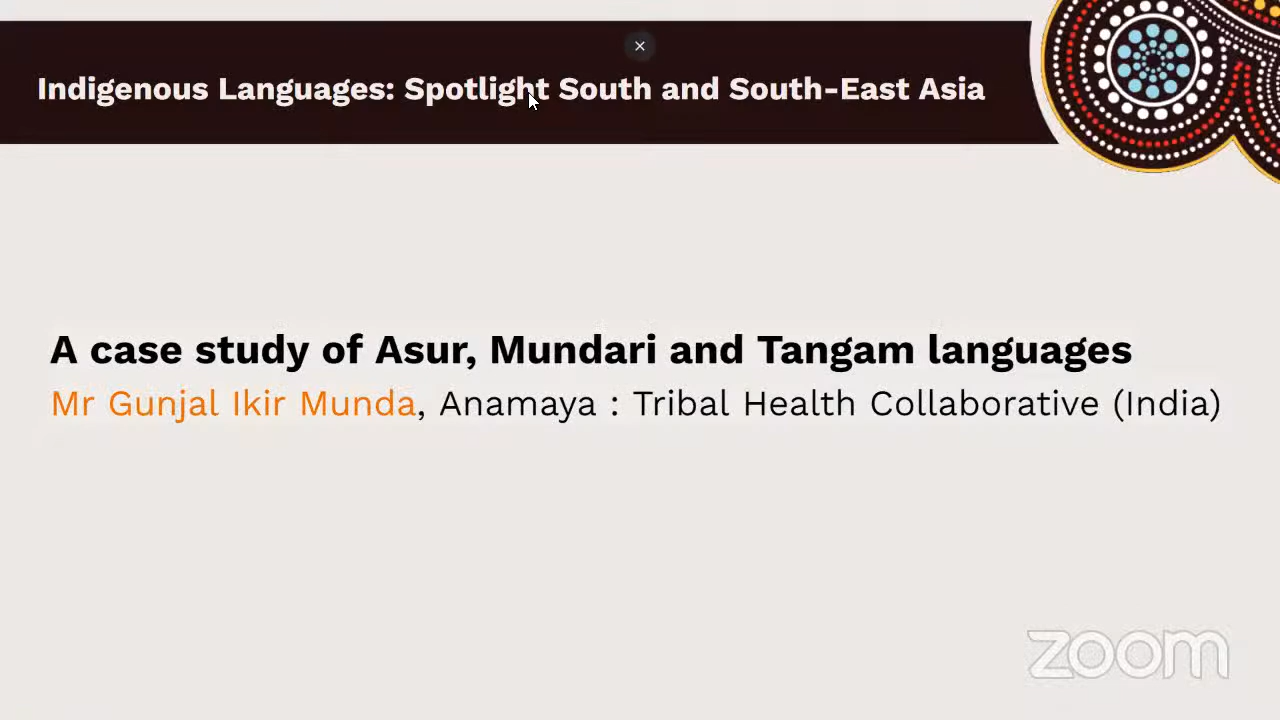 Indigenous Languages: Spotlight South and South-East Asia
A case study of Asur, Mundari and Tangam languages
Mr Gunjal Ikir Munda, Anamaya : Tribal Health Collaborative (India)
zoom